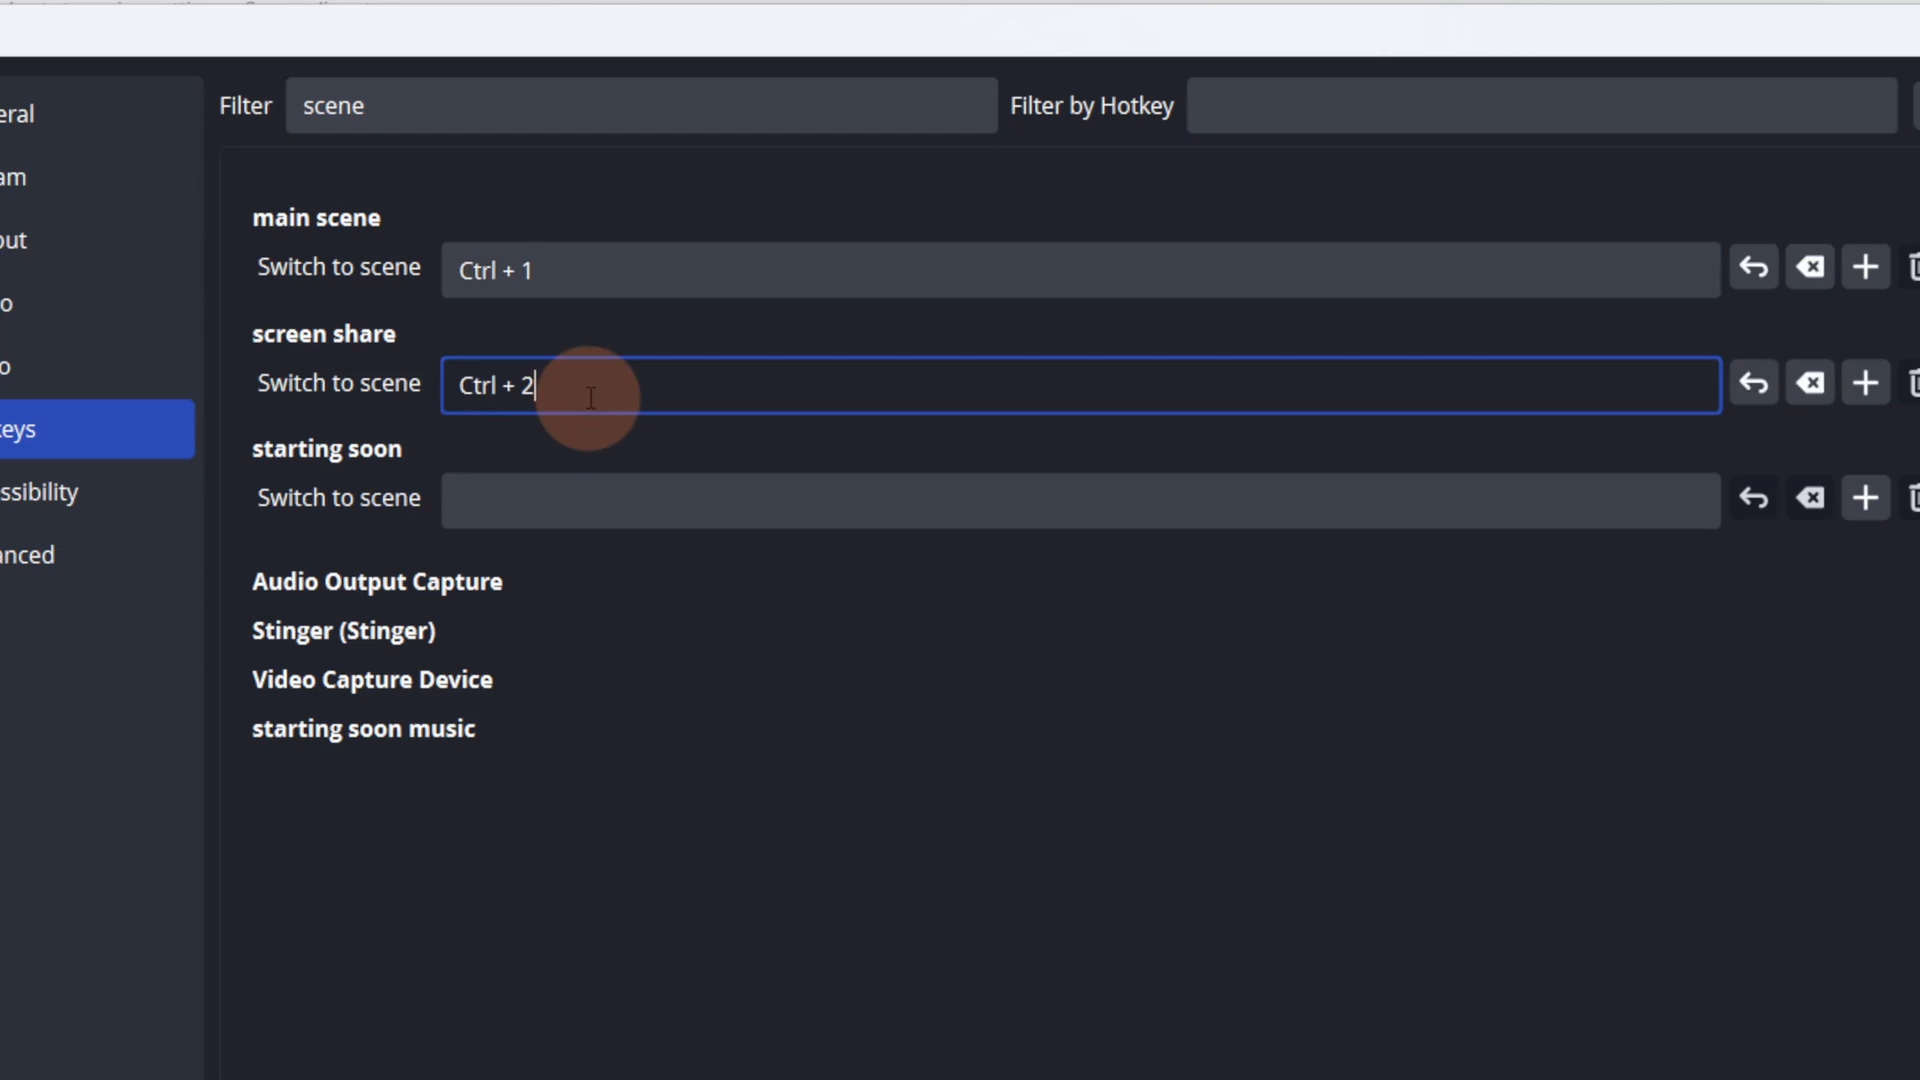 Filter scene Filter by Hotkey
eral
am
out
o
o
eys
ssibility
anced
main scene
Switch to scene Ctrl + 1
screen share
Switch to scene Ctrl + 2
starting soon
Switch to scene
Audio Output Capture
Stinger (Stinger)
Video Capture Device
starting soon music